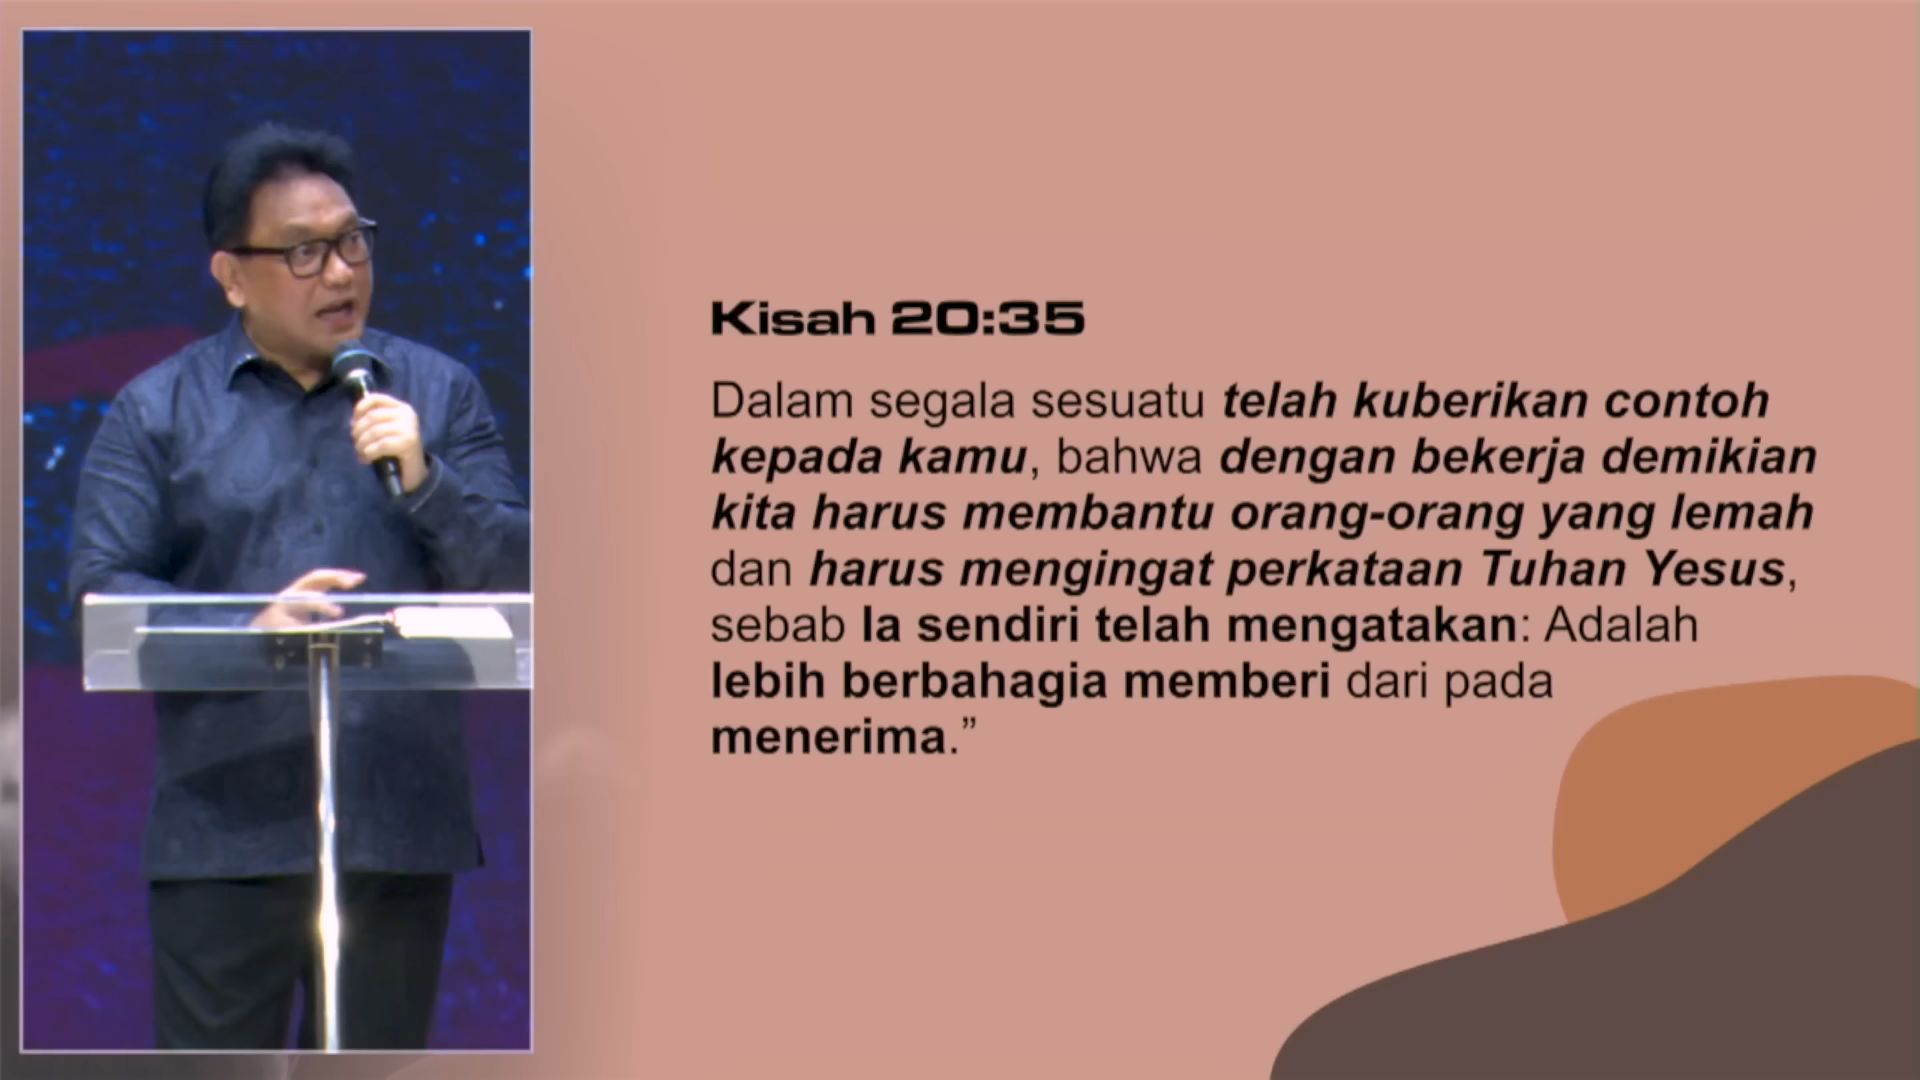 Kisah 20:35
Dalam segala sesuatu telah kuberikan contoh
kepada kamu, bahwa dengan bekerja demikian
kita harus membantu orang-orang yang lemah
dan harus mengingat perkataan Tuhan Yesus,
sebab Ia sendiri telah mengatakan: Adalah
lebih berbahagia memberi dari pada
menerima.”